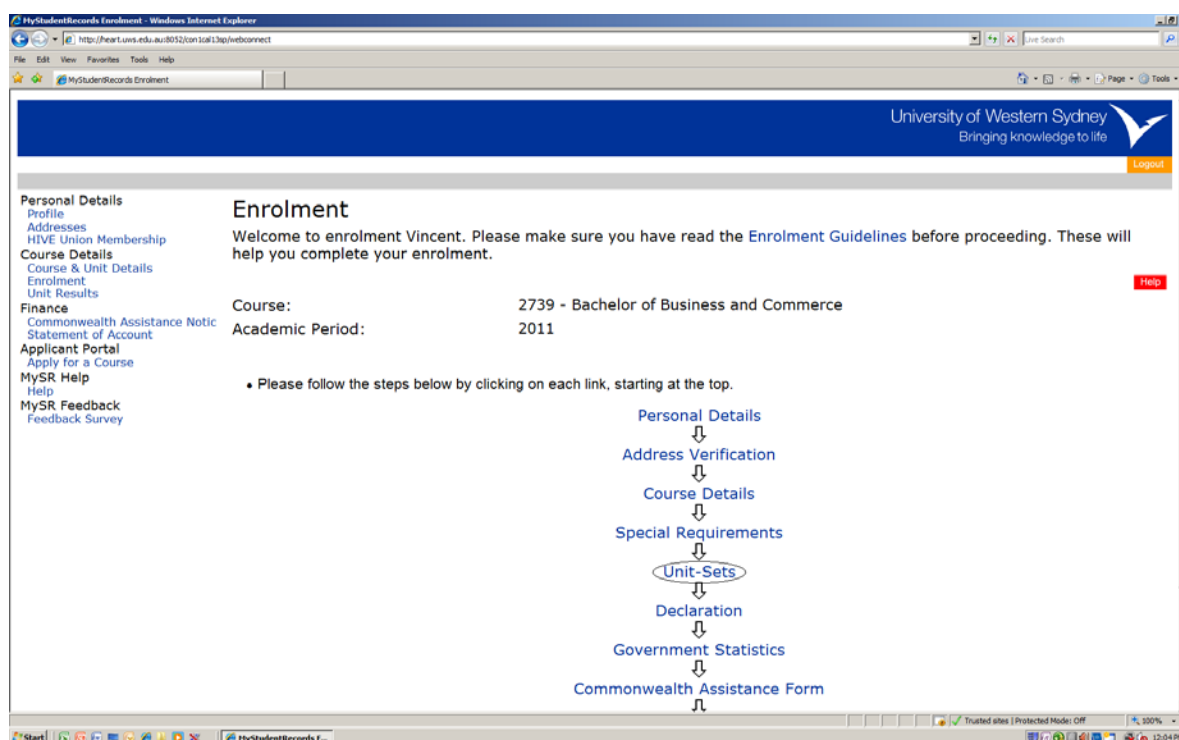 MyStudentRecords Enrolment - Windows Internet Explorer
http://heart.uws.edu.au:8052/con1cal13sp/webconnect
Live Search
File Edit View Favorites Tools Help
MyStudentRecords Enrolment
Page Tools
University of Western Sydney
Bringing knowledge to life
Logout
Personal Details
Profile
Addresses
HIVE Union Membership
Course Details
Course & Unit Details
Enrolment
Unit Results
Finance
Commonwealth Assistance Notic
Statement of Account
Applicant Portal
Apply for a Course
MySR Help
Help
MySR Feedback
Feedback Survey
Enrolment
Welcome to enrolment Vincent. Please make sure you have read the Enrolment Guidelines before proceeding. These will
help you complete your enrolment.
Help
Course: 2739 - Bachelor of Business and Commerce
Academic Period: 2011
• Please follow the steps below by clicking on each link, starting at the top.
Personal Details
Address Verification
Course Details
Special Requirements
Unit-Sets
Declaration
Government Statistics
Commonwealth Assistance Form
Trusted sites | Protected Mode: Off 100%
Start MyStudentRecords E... 12:04 P